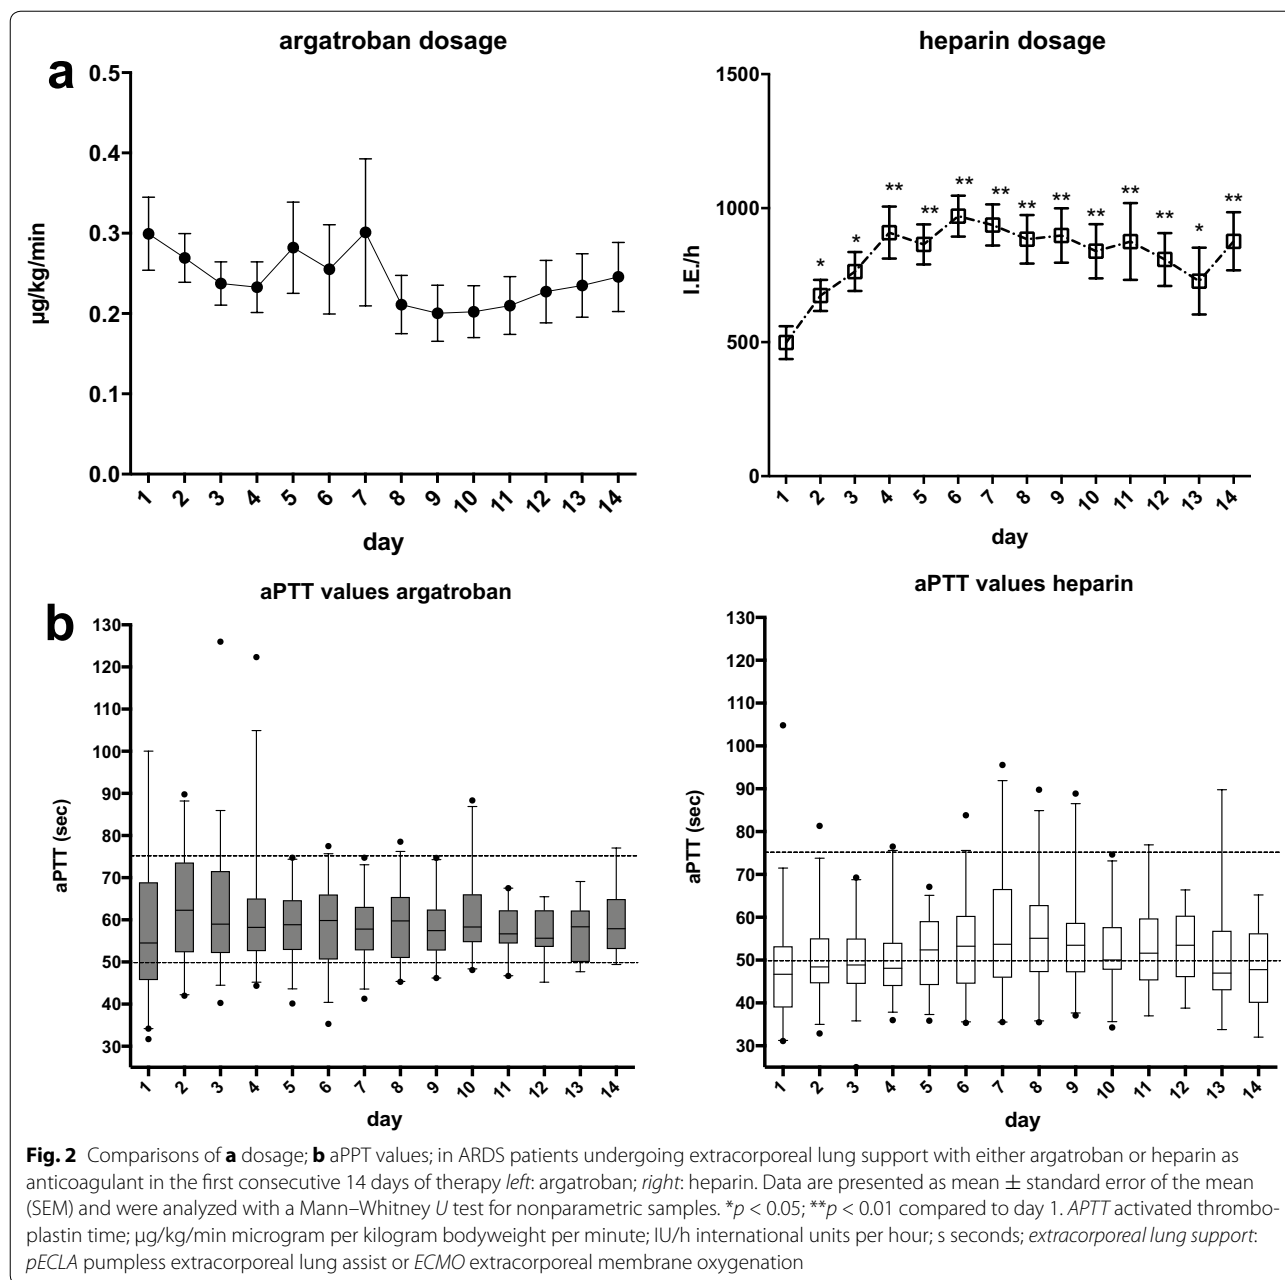 argatroban dosage
a
0.5
0.4
0.3
0.2
0.1
0.0
µg/kg/min
1 2 3 4 5 6 7 8 9 10 11 12 13 14
day
heparin dosage
1500
1000
500
0
I.E./h
* * ** ** ** ** ** ** ** ** ** * **
1 2 3 4 5 6 7 8 9 10 11 12 13 14
day
b
aPTT values argatroban
130
120
110
100
90
80
70
60
50
40
30
aPTT (sec)
1 2 3 4 5 6 7 8 9 10 11 12 13 14
day
aPTT values heparin
130
120
110
100
90
80
70
60
50
40
30
aPTT (sec)
1 2 3 4 5 6 7 8 9 10 11 12 13 14
day
Fig. 2 Comparisons of a dosage; b aPPT values; in ARDS patients undergoing extracorporeal lung support with either argatroban or heparin as
anticoagulant in the first consecutive 14 days of therapy left: argatroban; right: heparin. Data are presented as mean ± standard error of the mean
(SEM) and were analyzed with a Mann–Whitney U test for nonparametric samples. *p < 0.05; **p < 0.01 compared to day 1. APTT activated thrombo-
plastin time; µg/kg/min microgram per kilogram bodyweight per minute; IU/h international units per hour; s seconds; extracorporeal lung support:
pECLA pumpless extracorporeal lung assist or ECMO extracorporeal membrane oxygenation